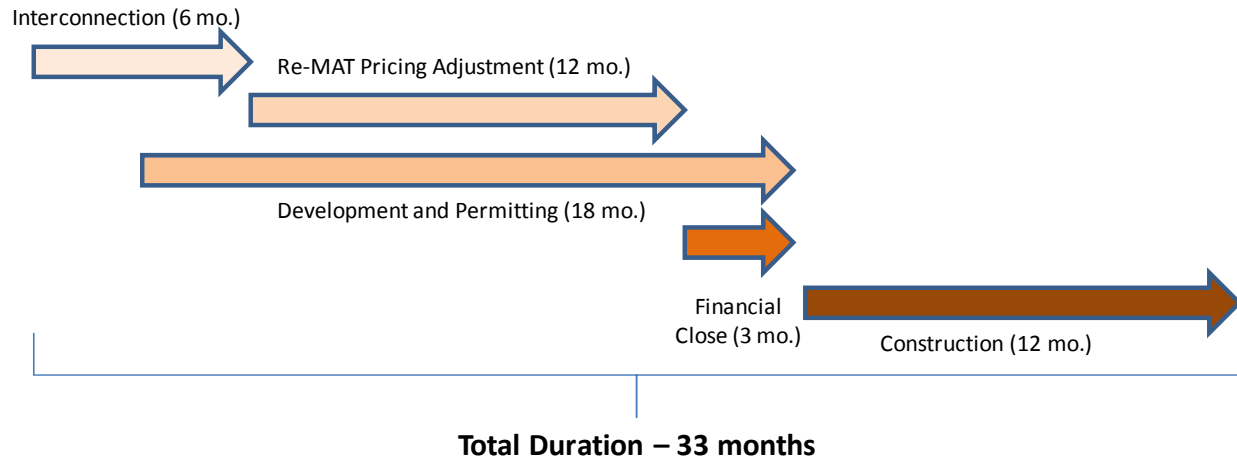 Interconnection (6 mo.)
Re-MAT Pricing Adjustment (12 mo.)
Development and Permitting (18 mo.)
Financial
Close (3 mo.)
Construction (12 mo.)
Total Duration – 33 months